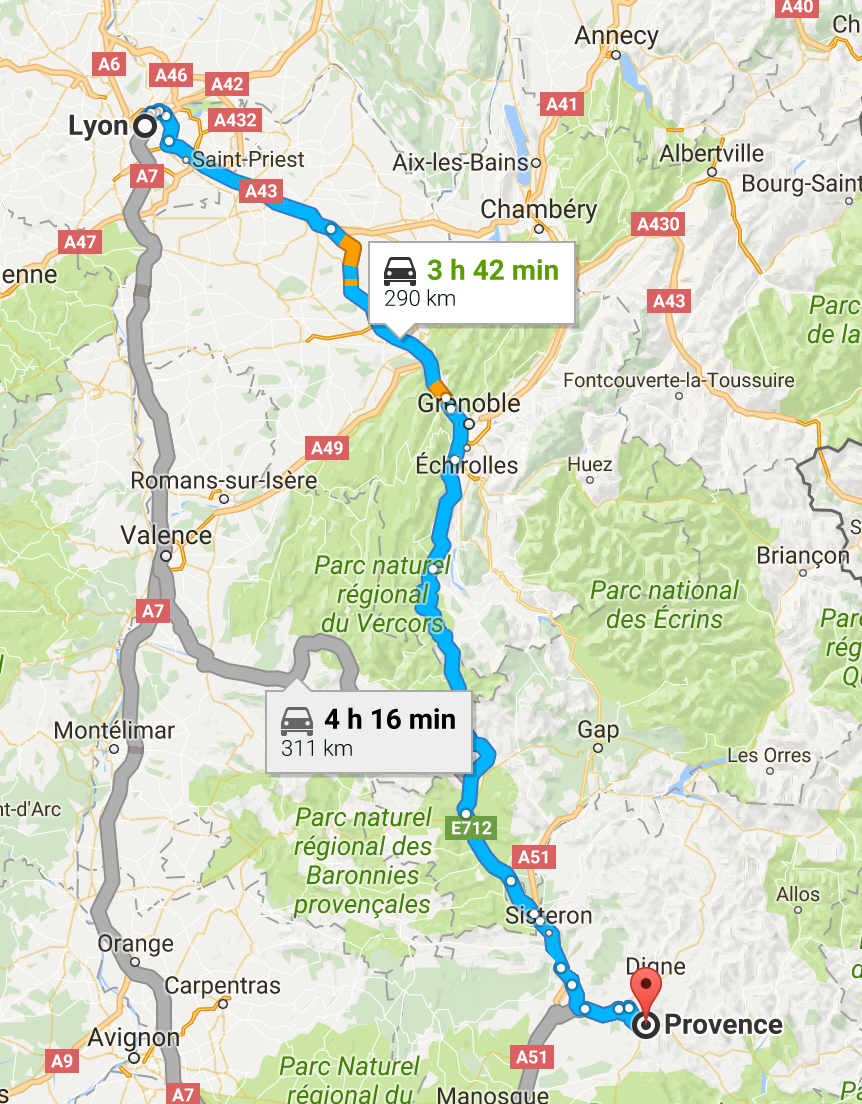 A40
Ch
Annecy
A6
A46
A42
A41
A432
Lyon
Saint-Priest
Aix-les-Bains
Albertville
A7
A43
Bourg-Saint
Chambéry
A430
A47
enne
3 h 42 min
290 km
A43
Parc
de la
Fontcouverte-la-Toussuire
Grenoble
A49
Échirolles
Huez
Romans-sur-Isère
Valence
Briançon
Parc naturel
régional
du Vercors
Parc national
des Écrins
A7
Parc
rég
Qu
4 h 16 min
311 km
Montélimar
Gap
Les Orres
nt-d'Arc
Parc naturel
régional des
Baronnies
provençales
E712
A51
Allos
Sisteron
Orange
Digne
Carpentras
Provence
Avignon
A9
A51
Parc Naturel
régional du
A7
Manosque